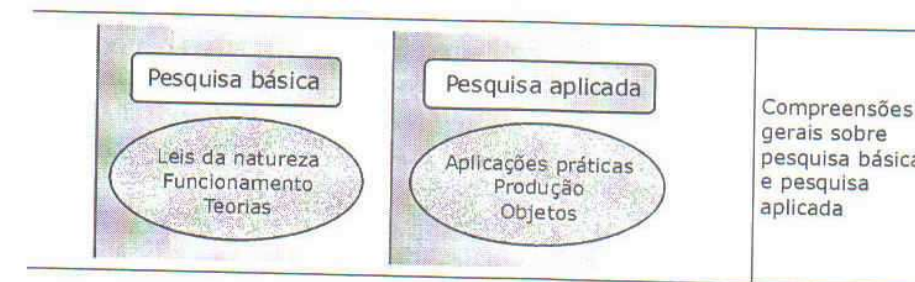 Pesquisa básica
Leis da natureza
Funcionamento
Teorias
Pesquisa aplicada
Aplicações práticas
Produção
Objetos
Compreensões
gerais sobre
pesquisa básica
e pesquisa
aplicada